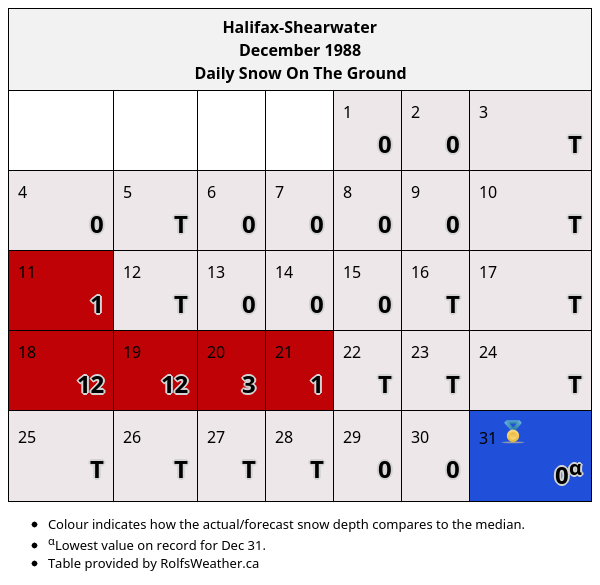 Halifax-Shearwater
December 1988
Daily Snow On The Ground
1 2 3
0 0 T
4 5 6 7 8 9 10
0 T 0 0 0 0 T
11 12 13 14 15 16 17
1 T 0 0 0 T T
18 19 20 21 22 23 24
12 12 3 1 T T T
25 26 27 28 29 30 31
T T T T 0 0 0α
Colour indicates how the actual/forecast snow depth compares to the median.
αLowest value on record for Dec 31.
Table provided by RolfsWeather.ca